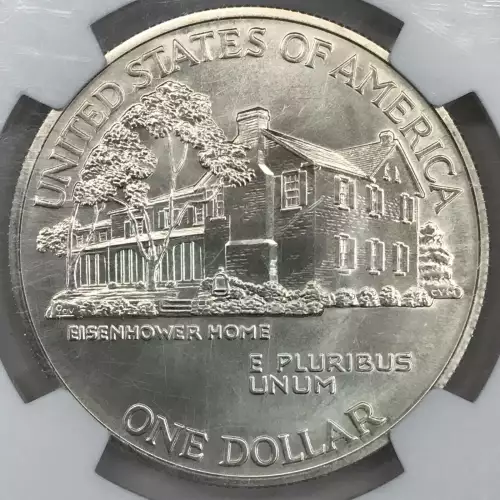 UNITED STATES OF AMERICA
EISENHOWER HOME
E PLURIBUS
UNUM
ONE DOLLAR